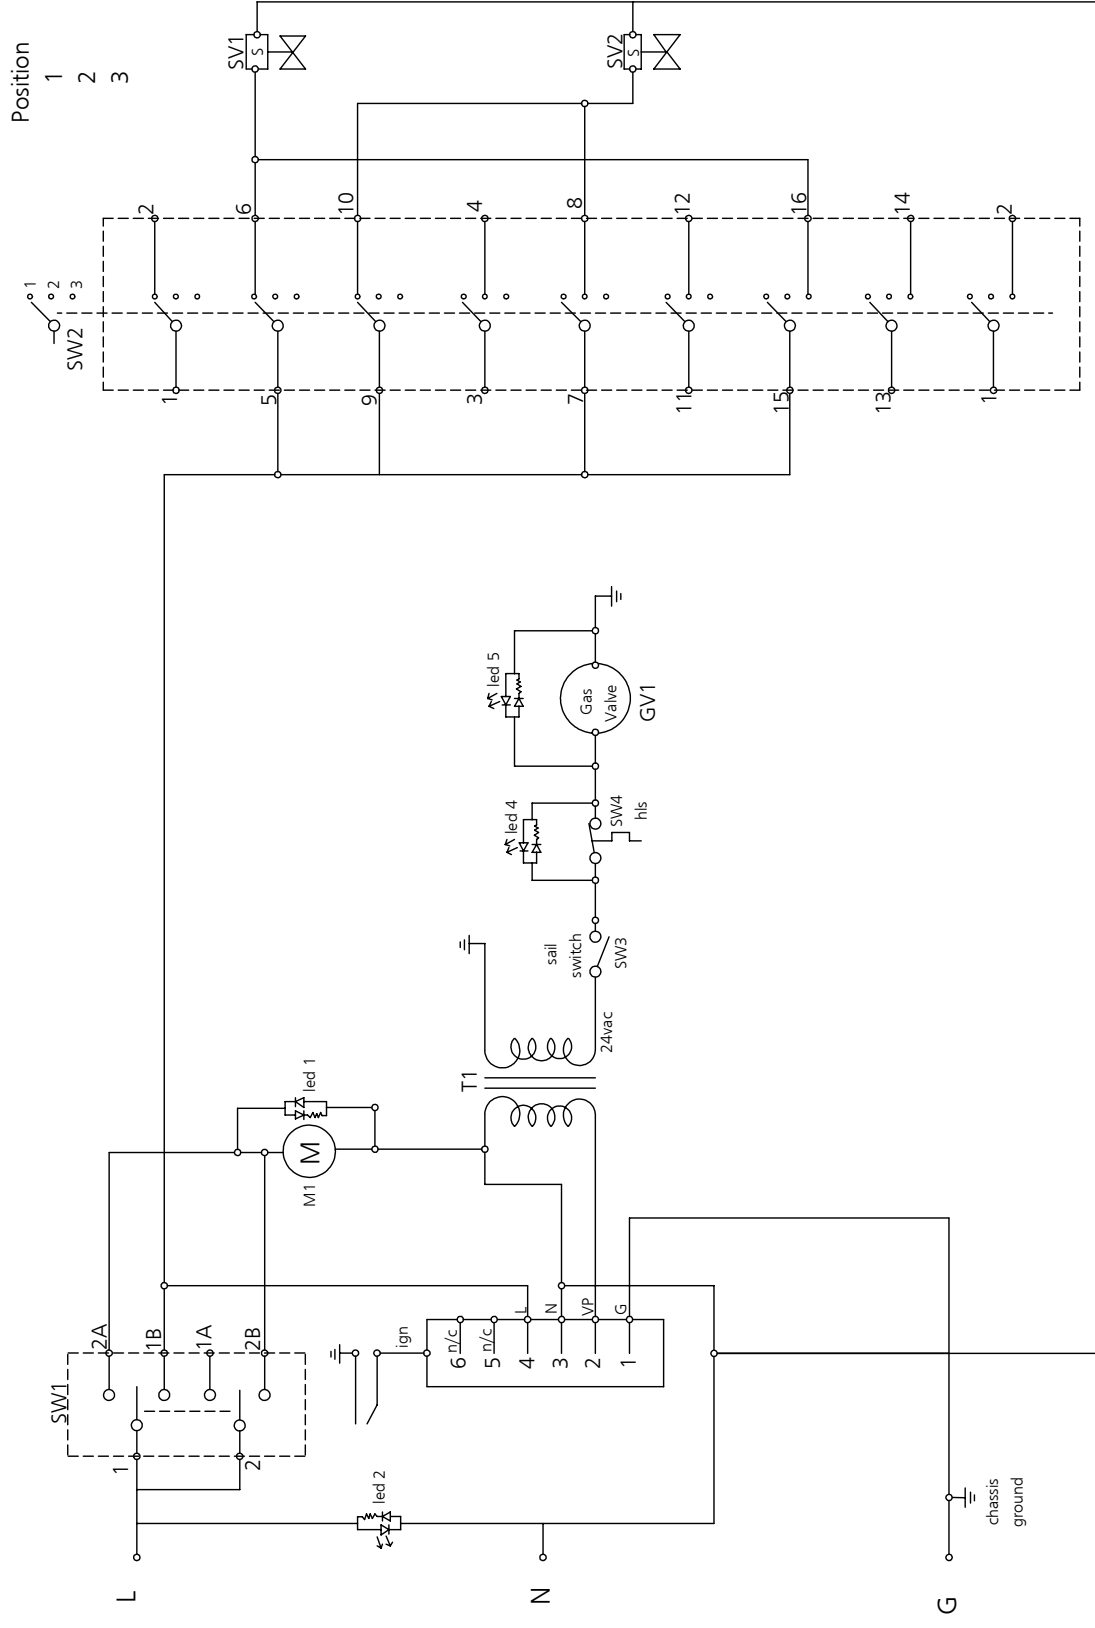 Position
1
2
3
SW2
1
2
3
1
5
9
3
7
11
15
13
1
2
6
10
4
8
12
16
14
2
SV1
S
SV2
S
SW1
1
2
2A
1B
1A
2B
L
N
G
led 2
chassis
ground
ign
6 n/c
5 n/c
4 L
3 N
2 VP
1 G
M1
M
led 1
T1
24vac
sail
switch
SW3
led 4
SW4
hls
led 5
Gas
Valve
GV1